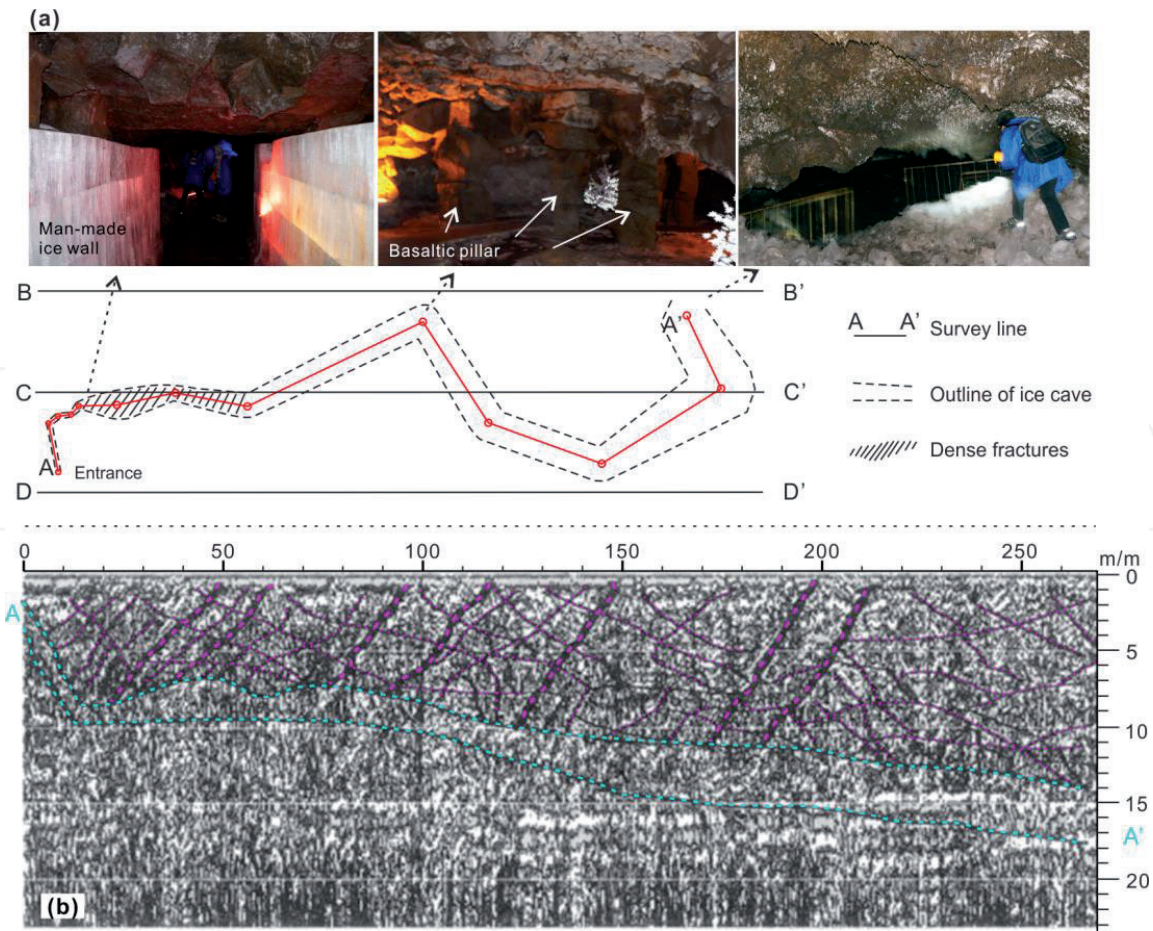 (a)
Man-made
ice wall
Basaltic pillar
B B'
A A' Survey line
A'
C C'
Outline of ice cave
A Entrance
Dense fractures
D D'
0 50 100 150 200 250 m/m
0
A
5
10
15
A'
20
(b)